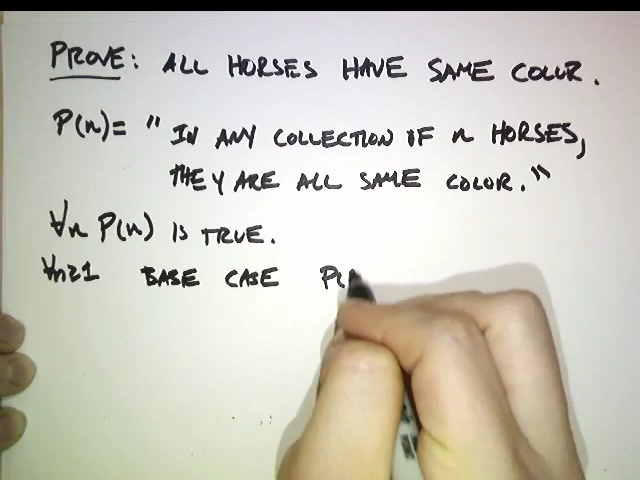 PROVE: ALL HORSES HAVE SAME COLOR.
P(n)= "IN ANY COLLECTION OF n HORSES,
THEY ARE ALL SAME COLOR."
∀n P(n) IS TRUE.
∀n≥1 BASE CASE P(